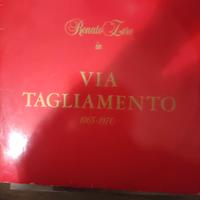 Renato Zero
in
VIA
TAGLIAMENTO
1965-1970